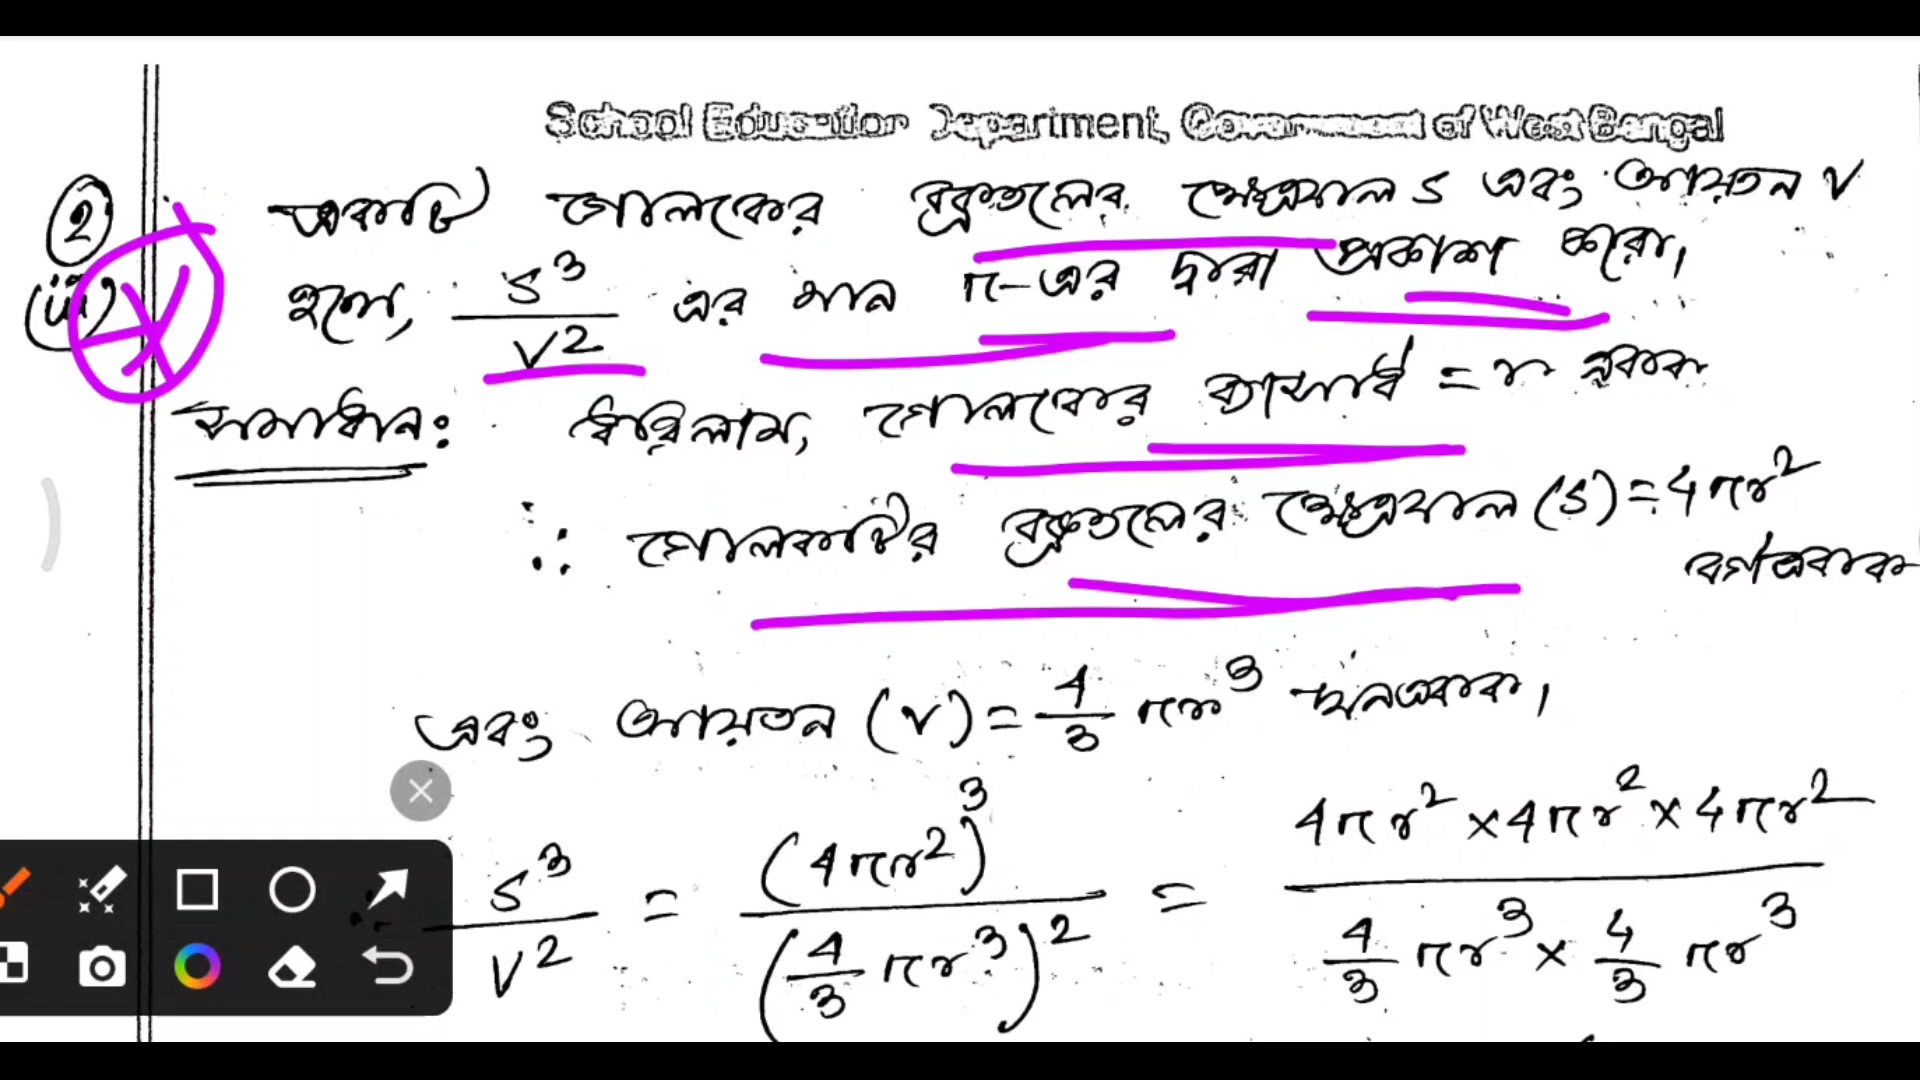 School Education Department, Government of West Bengal
② একটি গোলকের বক্রতলের ক্ষেত্রফল S এবং আয়তন V
(iii) হলে, S³/V² এর মান π-এর দ্বারা প্রকাশ করো।
সমাধান: ধরিলাম, গোলকের ব্যাসার্ধ = r একক
∴ গোলকটির বক্রতলের ক্ষেত্রফল (S) = 4πr²
বর্গএকক
এবং আয়তন (V) = 4/3 πr³ ঘনএকক।
S³/V² = (4πr²)³/(4/3 πr³)² = 4πr² × 4πr² × 4πr² / 4/3 πr³ × 4/3 πr³